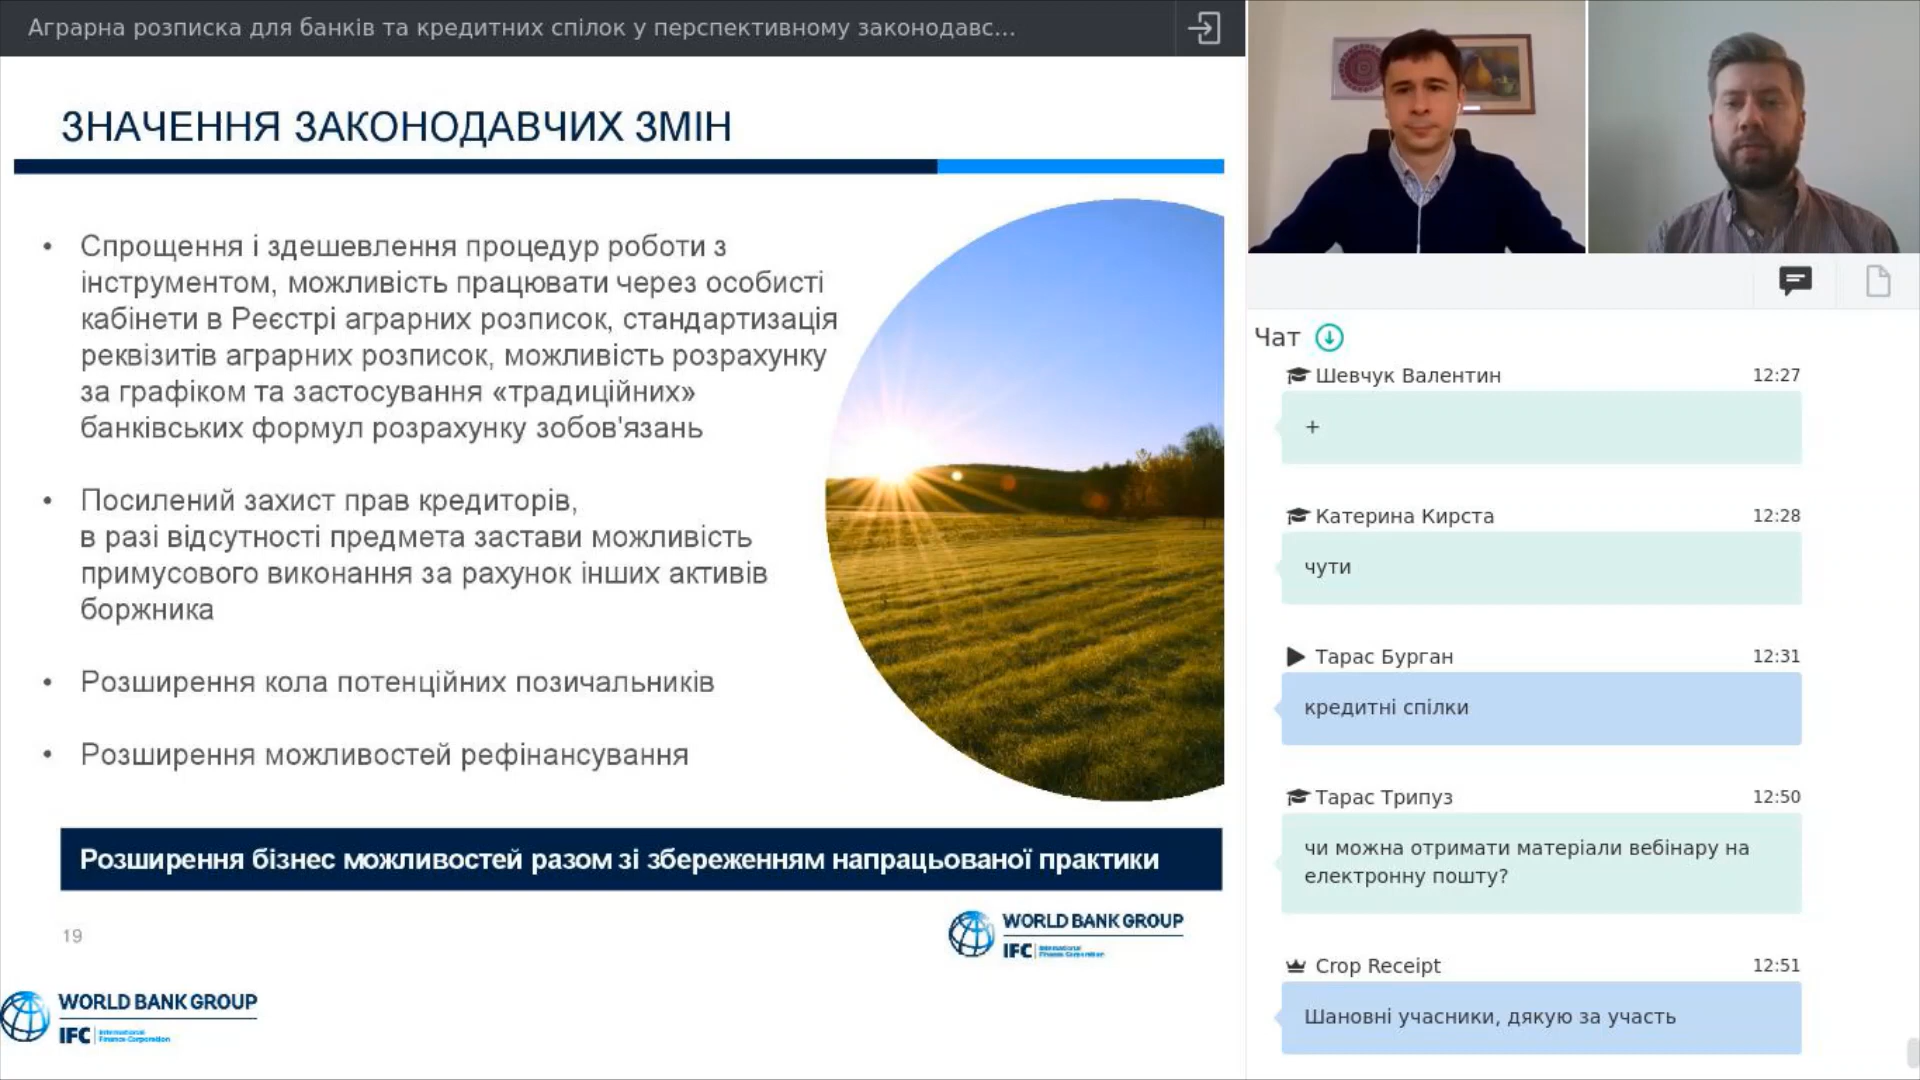 Аграрна розписка для банків та кредитних спілок у перспективному законодавс...
ЗНАЧЕННЯ ЗАКОНОДАВЧИХ ЗМІН
• Спрощення і здешевлення процедур роботи з
інструментом, можливість працювати через особисті
кабінети в Реєстрі аграрних розписок, стандартизація
реквізитів аграрних розписок, можливість розрахунку
за графіком та застосування «традиційних»
банківських формул розрахунку зобов'язань
• Посилений захист прав кредиторів,
в разі відсутності предмета застави можливість
примусового виконання за рахунок інших активів
боржника
• Розширення кола потенційних позичальників
• Розширення можливостей рефінансування
Розширення бізнес можливостей разом зі збереженням напрацьованої практики
19
WORLD BANK GROUP
IFC International
Finance Corporation
WORLD BANK GROUP
IFC International
Finance Corporation
Чат
Шевчук Валентин 12:27
+
Катерина Кирста 12:28
чути
Тарас Бурган 12:31
кредитні спілки
Тарас Трипуз 12:50
чи можна отримати матеріали вебінару на
електронну пошту?
Crop Receipt 12:51
Шановні учасники, дякую за участь